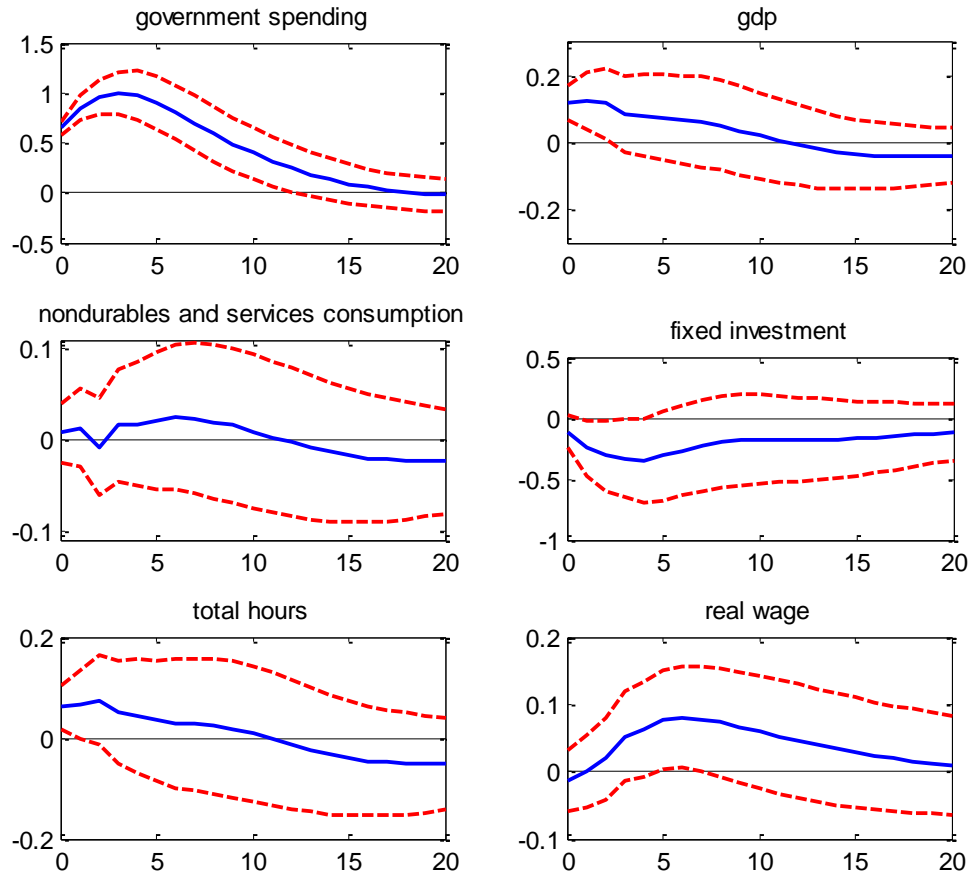 government spending
1.5
1
0.5
0
-0.5
0 5 10 15 20
gdp
0.2
0
-0.2
0 5 10 15 20
nondurables and services consumption
0.1
0
-0.1
0 5 10 15 20
fixed investment
0.5
0
-0.5
-1
0 5 10 15 20
total hours
0.2
0
-0.2
0 5 10 15 20
real wage
0.2
0.1
0
-0.1
0 5 10 15 20